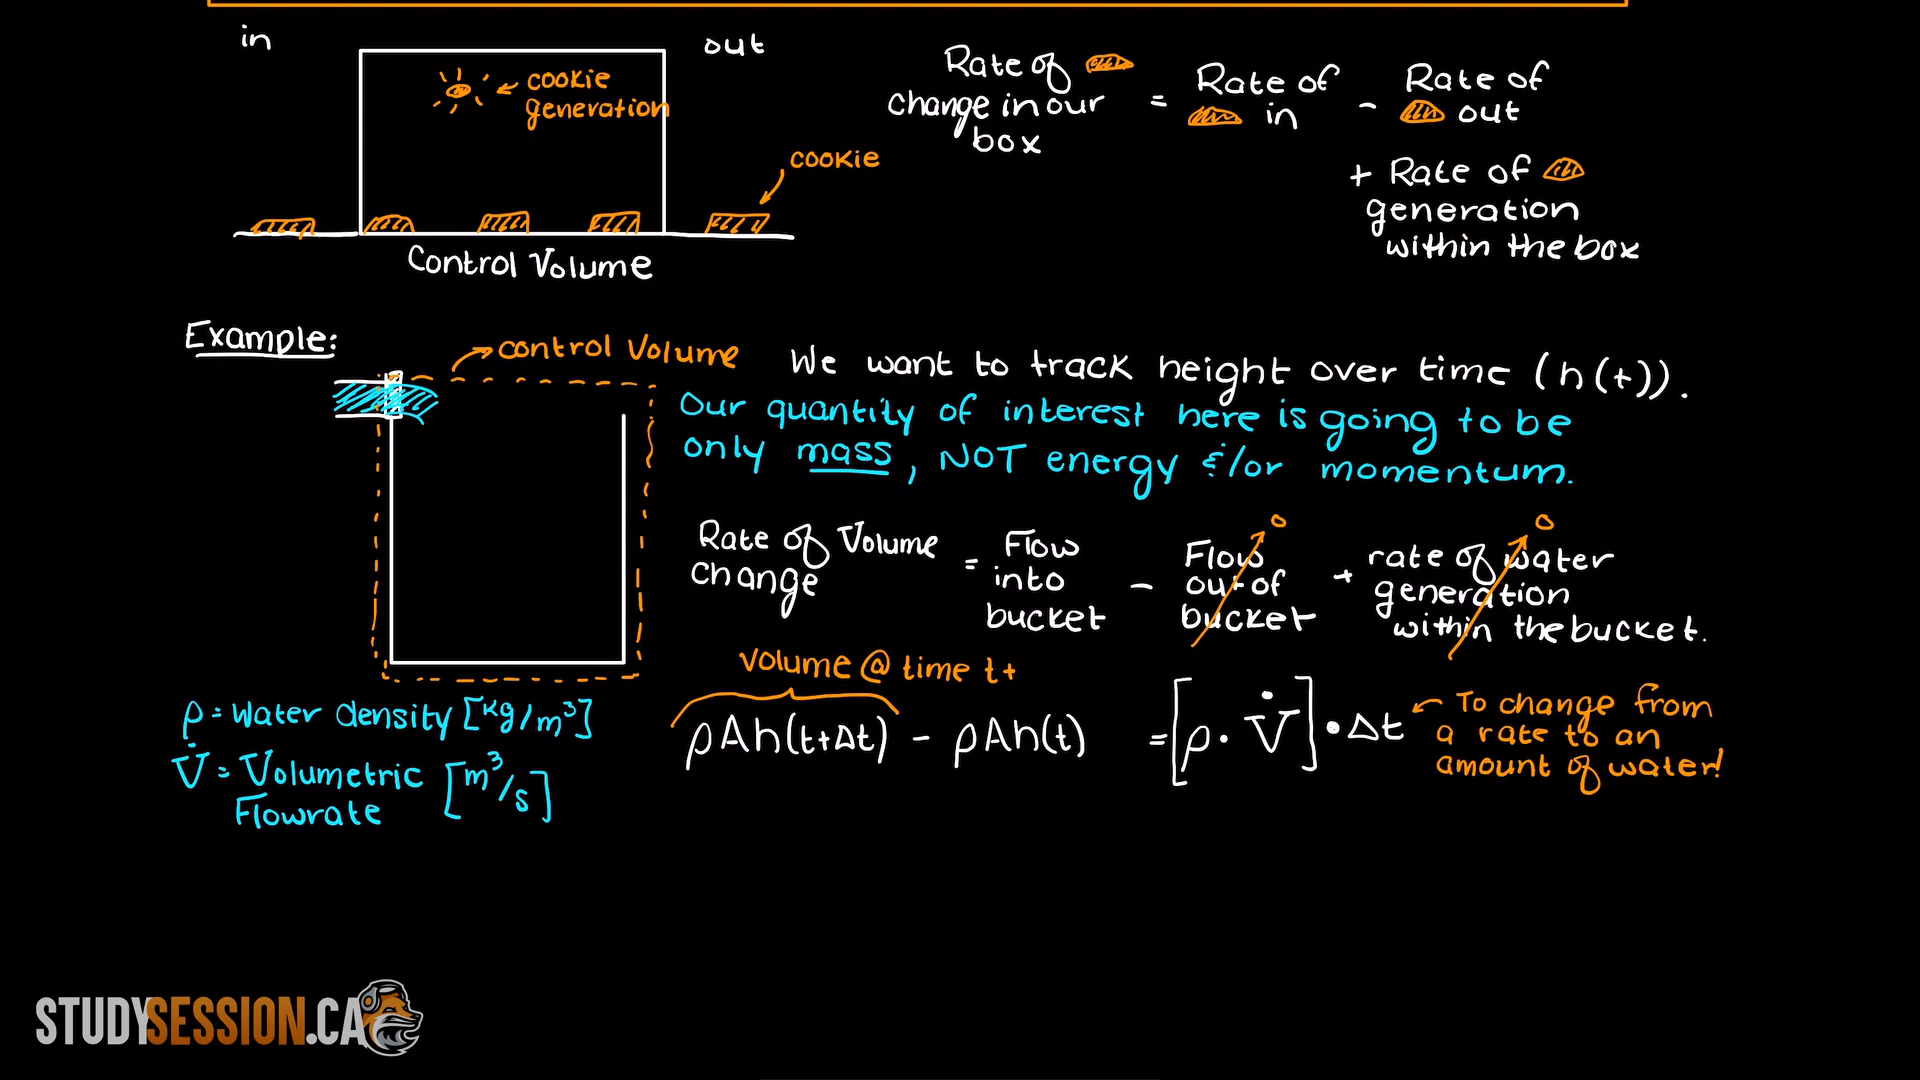 in
out
cookie
generation
cookie
Control Volume
Rate of
change in our
box
= Rate of
in
- Rate of
out
+ Rate of
generation
within the box
Example:
control Volume
We want to track height over time (h(t)).
Our quantity of interest here is going to be
only mass, NOT energy &/or momentum.
Rate of Volume
change
= Flow
into
bucket
- Flow
out of
bucket
0
+ rate of water
generation
within the bucket.
0
volume @ time t+
ρAh(t+Δt) - ρAh(t) = [ρ · V̇] · Δt
To change from
a rate to an
amount of water!
ρ = Water density [kg/m³]
V̇ = Volumetric [m³/s]
Flowrate
STUDYSESSION.CA